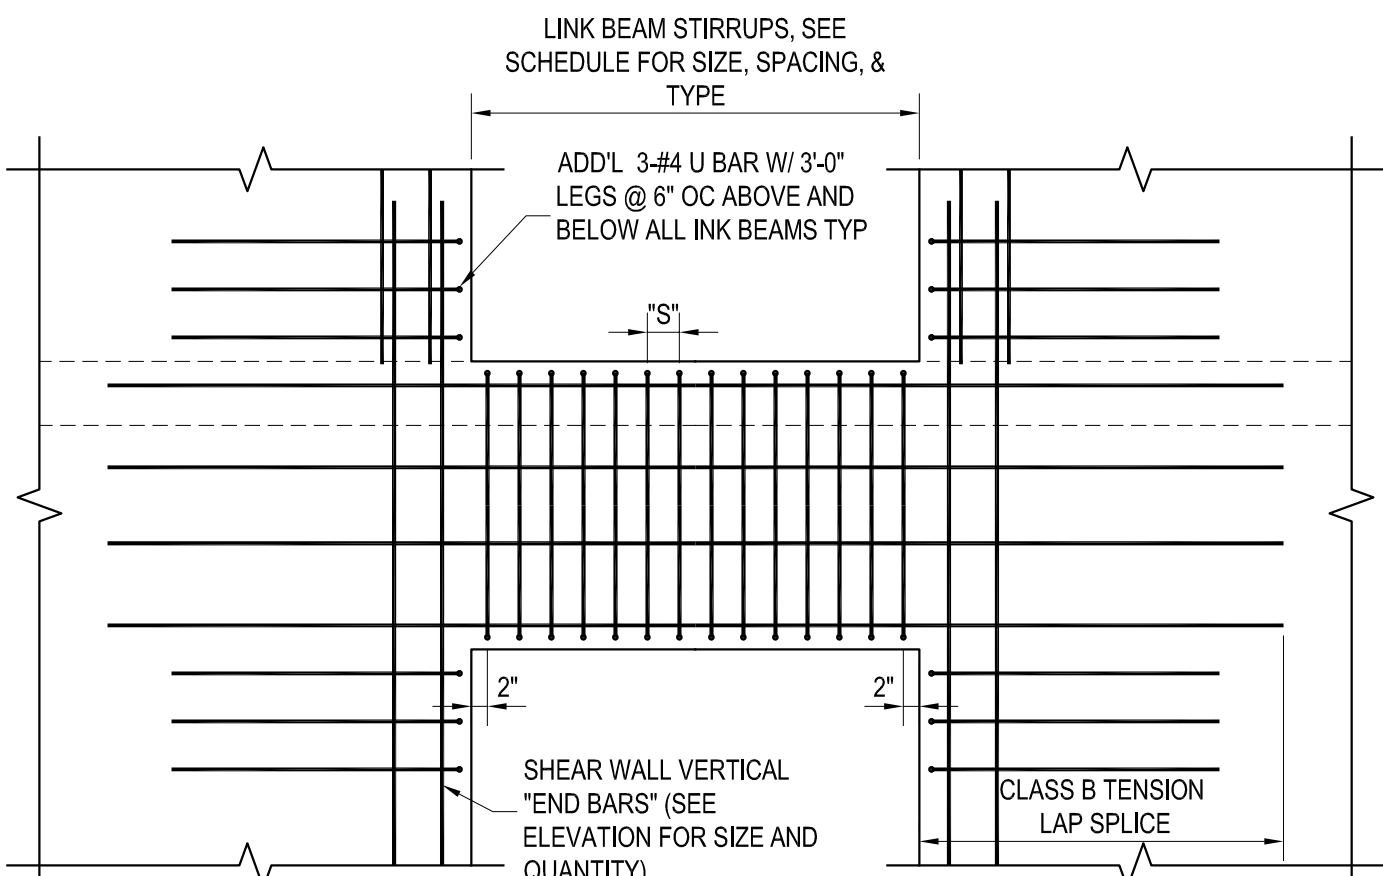 LINK BEAM STIRRUPS, SEE
SCHEDULE FOR SIZE, SPACING, &
TYPE
ADD'L 3-#4 U BAR W/ 3'-0"
LEGS @ 6" OC ABOVE AND
BELOW ALL INK BEAMS TYP
"S"
2"
2"
SHEAR WALL VERTICAL
"END BARS" (SEE
ELEVATION FOR SIZE AND
QUANTITY)
CLASS B TENSION
LAP SPLICE